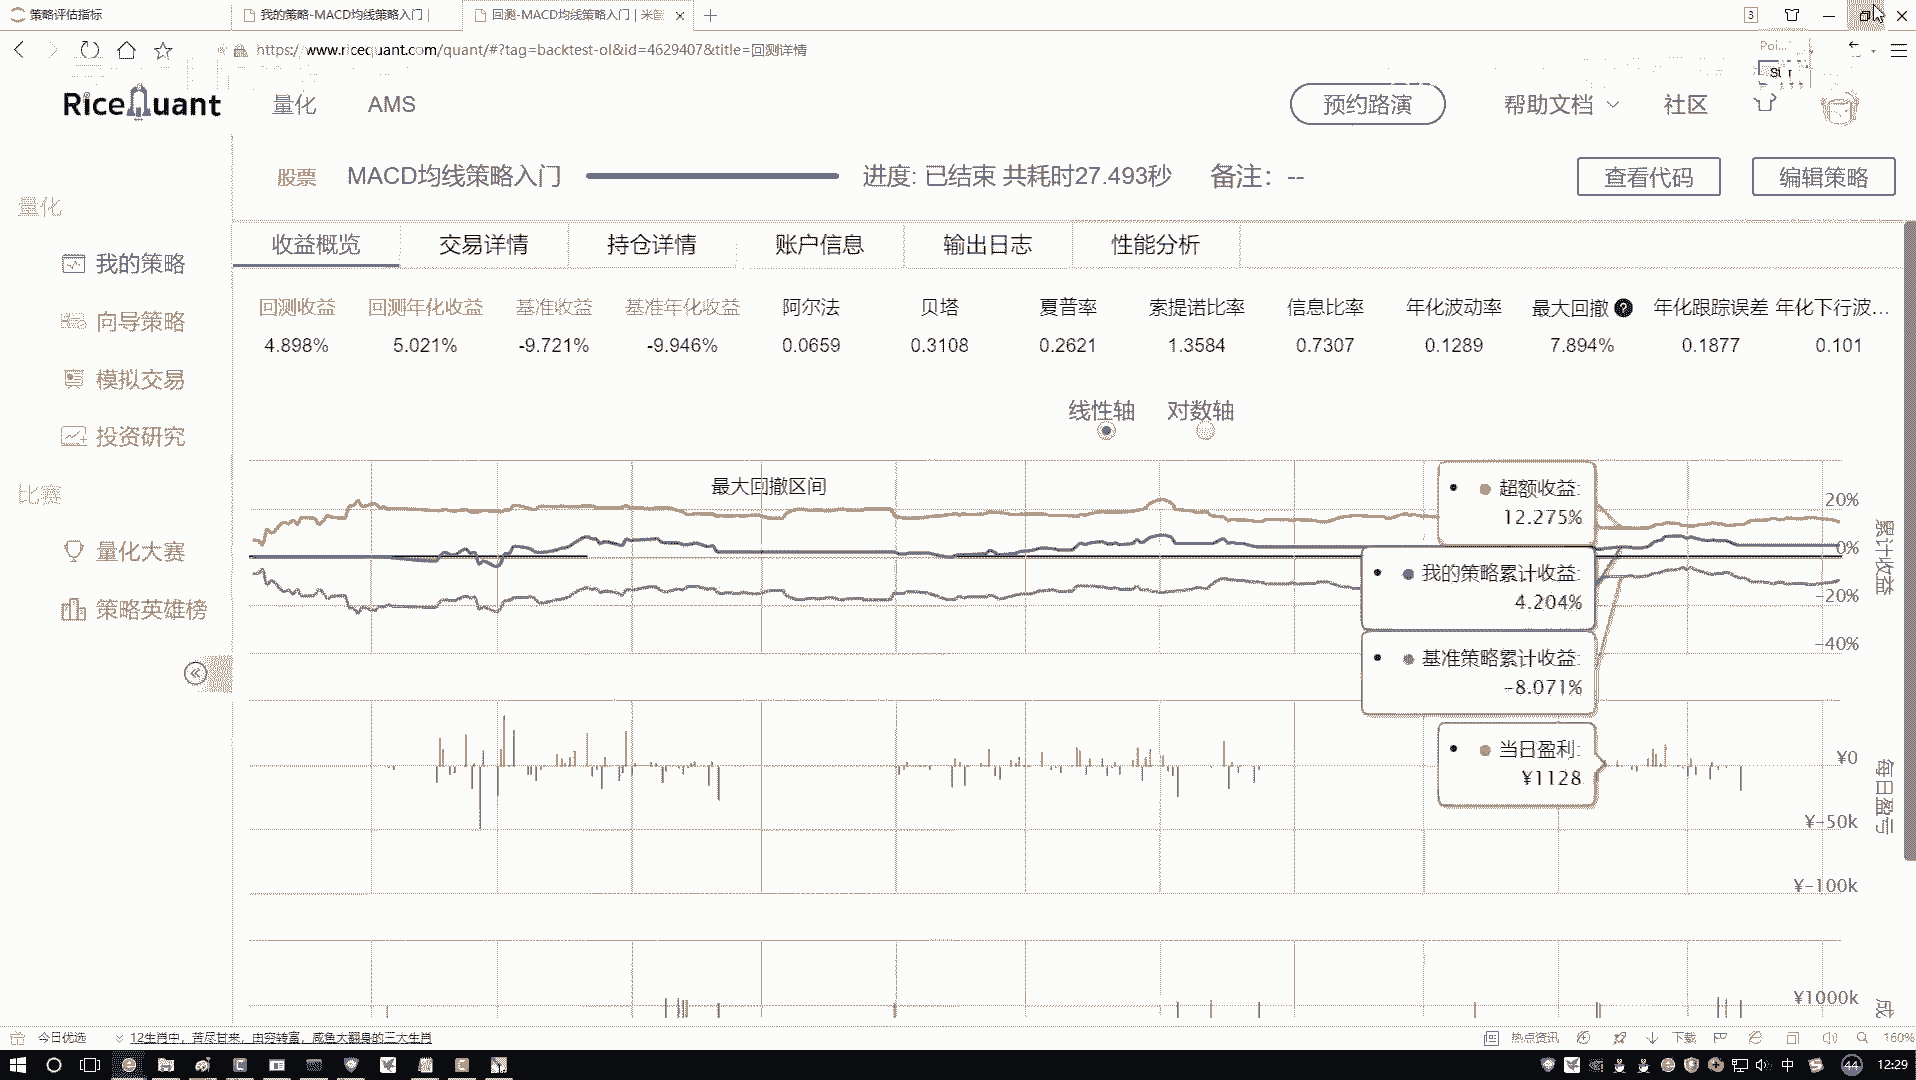 策略评估指标
我的策略-MACD均线策略入门 |
回测-MACD均线策略入门 | 米筐
3
https://www.ricequant.com/quant/#?tag=backtest-ol&id=4629407&title=回测详情
Poi...
RiceQuant
量化
AMS
预约路演
帮助文档
社区
股票
MACD均线策略入门
进度: 已结束 共耗时27.493秒
备注: --
查看代码
编辑策略
量化
我的策略
向导策略
模拟交易
投资研究
比赛
量化大赛
策略英雄榜
收益概览
交易详情
持仓详情
账户信息
输出日志
性能分析
回测收益 回测年化收益 基准收益 基准年化收益 阿尔法 贝塔 夏普率 索提诺比率 信息比率 年化波动率 最大回撤 ? 年化跟踪误差 年化下行波...
4.898% 5.021% -9.721% -9.946% 0.0659 0.3108 0.2621 1.3584 0.7307 0.1289 7.894% 0.1877 0.101
线性轴 对数轴
最大回撤区间
超额收益:
12.275%
我的策略累计收益:
4.204%
基准策略累计收益:
-8.071%
当日盈利:
¥1128
20%
0%
-20%
-40%
累计收益
¥0
¥-50k
¥-100k
每日盈亏
¥1000k
成
今日优选
12生肖中，苦尽甘来，由穷转富，咸鱼大翻身的三大生肖
热点资讯
下载
160%
中
44
12:29